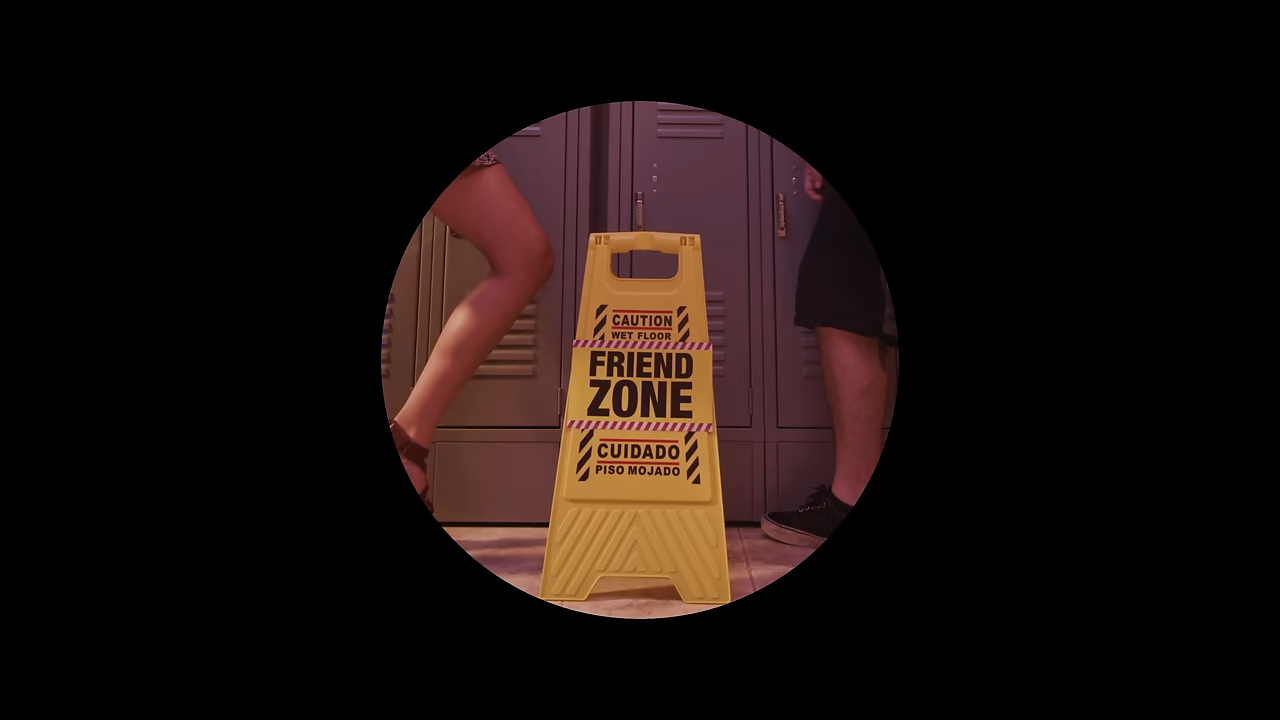 CAUTION
WET FLOOR
FRIEND
ZONE
CUIDADO
PISO MOJADO